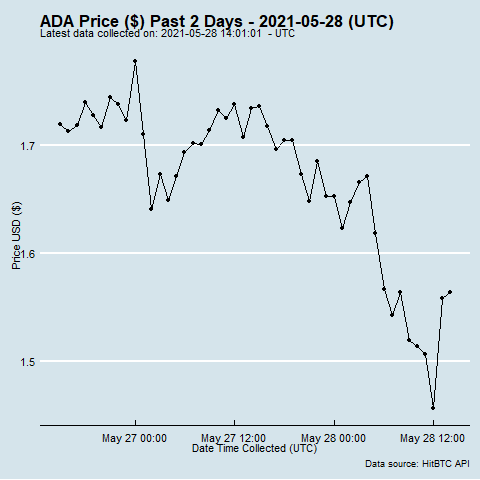 ADA Price ($) Past 2 Days - 2021-05-28 (UTC)
Latest data collected on: 2021-05-28 14:01:01 - UTC
1.7
1.6
1.5
Price USD ($)
May 27 00:00 May 27 12:00 May 28 00:00 May 28 12:00
Date Time Collected (UTC)
Data source: HitBTC API